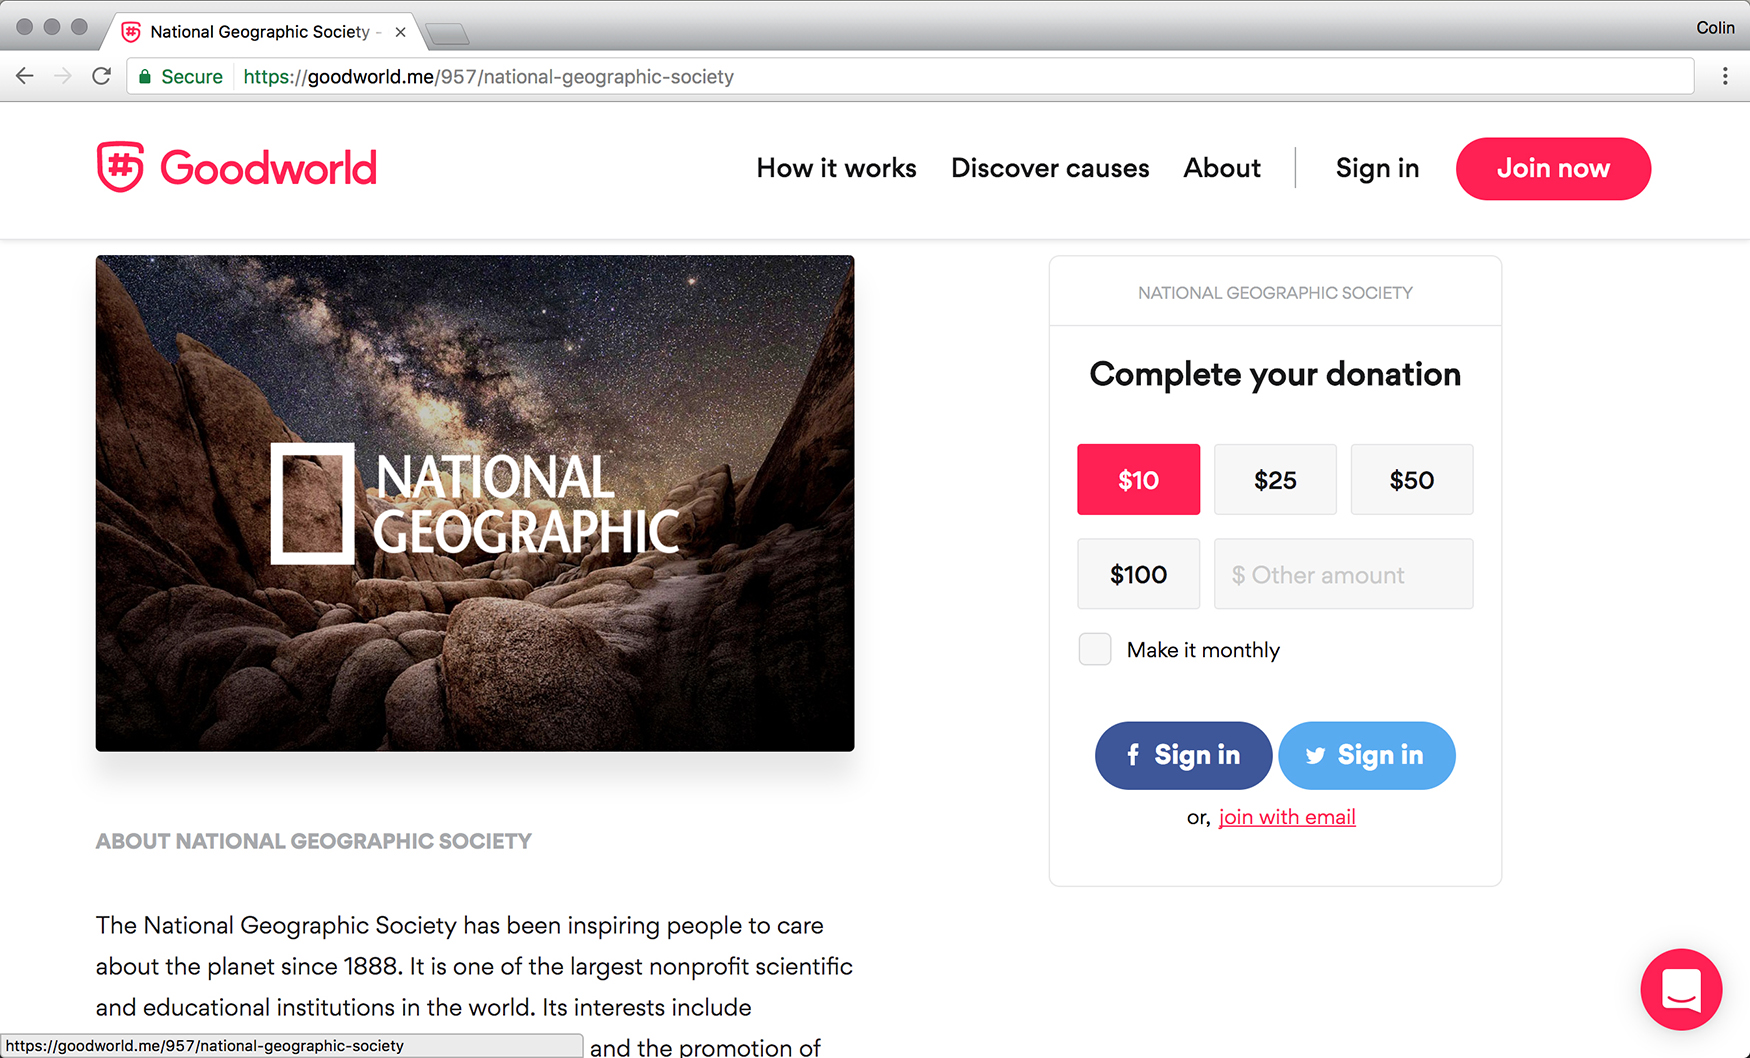 National Geographic Society -
Colin
Secure
https://goodworld.me/957/national-geographic-society
Goodworld
How it works
Discover causes
About
Sign in
Join now
NATIONAL
GEOGRAPHIC
NATIONAL GEOGRAPHIC SOCIETY
Complete your donation
$10
$25
$50
$100
$ Other amount
Make it monthly
Sign in
Sign in
or, join with email
ABOUT NATIONAL GEOGRAPHIC SOCIETY
The National Geographic Society has been inspiring people to care
about the planet since 1888. It is one of the largest nonprofit scientific
and educational institutions in the world. Its interests include
and the promotion of
https://goodworld.me/957/national-geographic-society